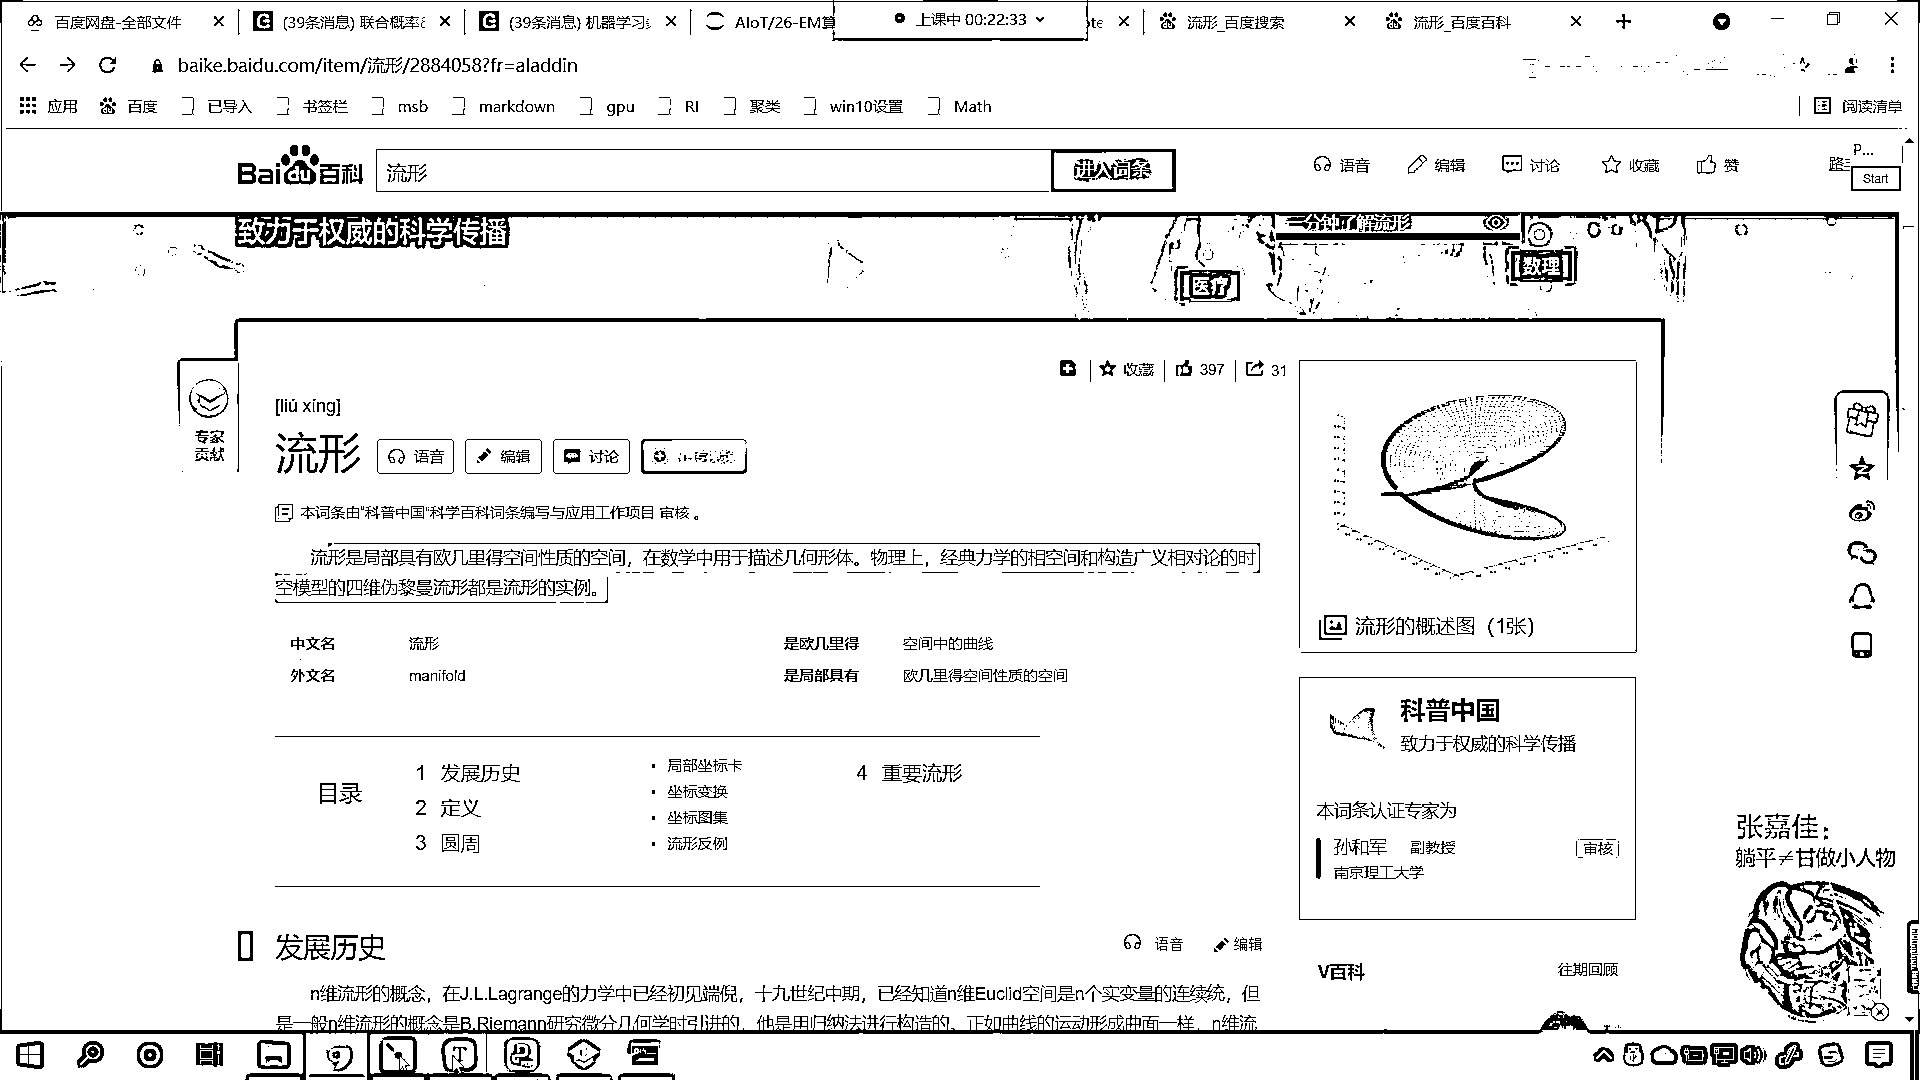 百度网盘-全部文件
(39条消息) 联合概率
(39条消息) 机器学习
AIoT/26-EM算
上课中 00:22:33
流形_百度搜索
流形_百度百科
baike.baidu.com/item/流形/2884058?fr=aladdin
应用
百度
已导入
书签栏
msb
markdown
gpu
RI
聚类
win10设置
Math
阅读清单
Baidu百科
流形
进入词条
语音
编辑
讨论
收藏
赞
P...
Start
致力于权威的科学传播
三分钟了解流形
医疗
数理
专家
贡献
收藏
397
31
[liú xíng]
流形
语音
编辑
讨论
本词条由“科普中国”科学百科词条编写与应用工作项目 审核 。
流形是局部具有欧几里得空间性质的空间，在数学中用于描述几何形体。物理上，经典力学的相空间和构造广义相对论的时
空模型的四维伪黎曼流形都是流形的实例。
中文名 流形 是欧几里得 空间中的曲线
外文名 manifold 是局部具有 欧几里得空间性质的空间
流形的概述图（1张）
目录
1 发展历史
2 定义
3 圆周
· 局部坐标卡
· 坐标变换
· 坐标图集
· 流形反例
4 重要流形
科普中国
致力于权威的科学传播
本词条认证专家为
孙和军 副教授 审核
南京理工大学
张嘉佳：
躺平≠甘做小人物
发展历史
语音
编辑
V百科 往期回顾
n维流形的概念，在J.L.Lagrange的力学中已经初见端倪，十九世纪中期，已经知道n维Euclid空间是n个实变量的连续统，但
是一般n维流形的概念是B.Riemann研究微分几何学时引进的，他是用归纳法进行构造的。正如曲线的运动形成曲面一样，n维流